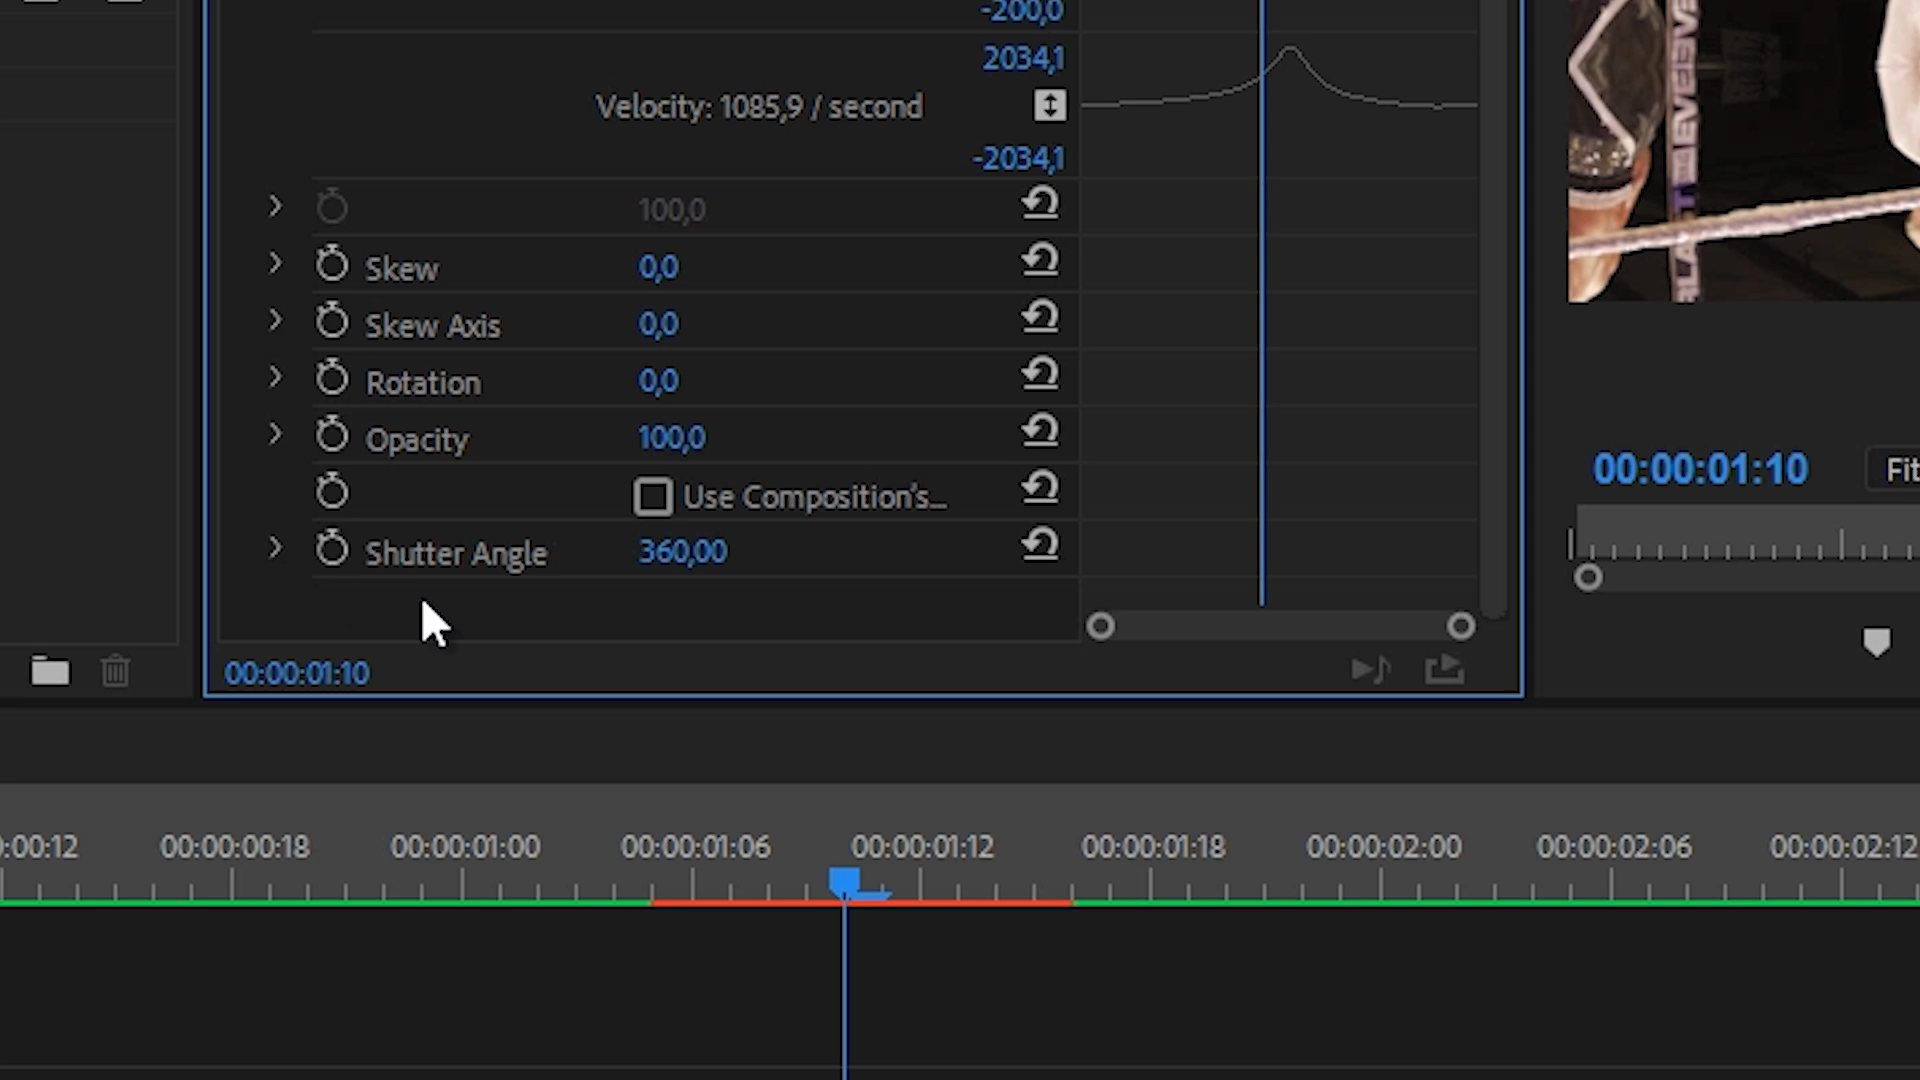 -200,0
2034,1
Velocity: 1085,9 / second
-2034,1
100,0
Skew 0,0
Skew Axis 0,0
Rotation 0,0
Opacity 100,0
Use Composition's...
Shutter Angle 360,00
00:00:01:10
00:00:01:10 Fit
:00:12 00:00:00:18 00:00:01:00 00:00:01:06 00:00:01:12 00:00:01:18 00:00:02:00 00:00:02:06 00:00:02:12